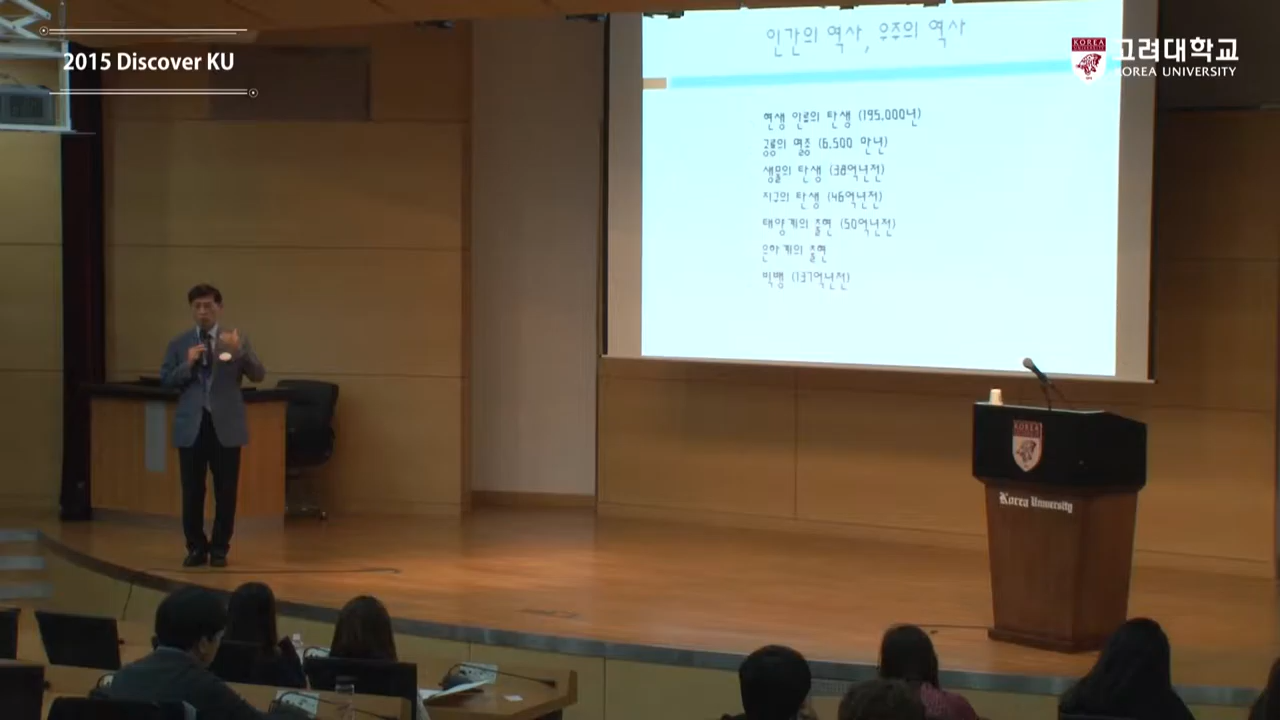 2015 Discover KU
인간의 역사, 우주의 역사
현생 인류의 탄생 (195,000년)
공룡의 멸종 (6,500 만년)
생물의 탄생 (38억년전)
지구의 탄생 (46억년전)
태양계의 출현 (50억년전)
은하계의 출현
빅뱅 (137억년전)
KOREA
고려대학교
KOREA UNIVERSITY
KOREA
Korea University